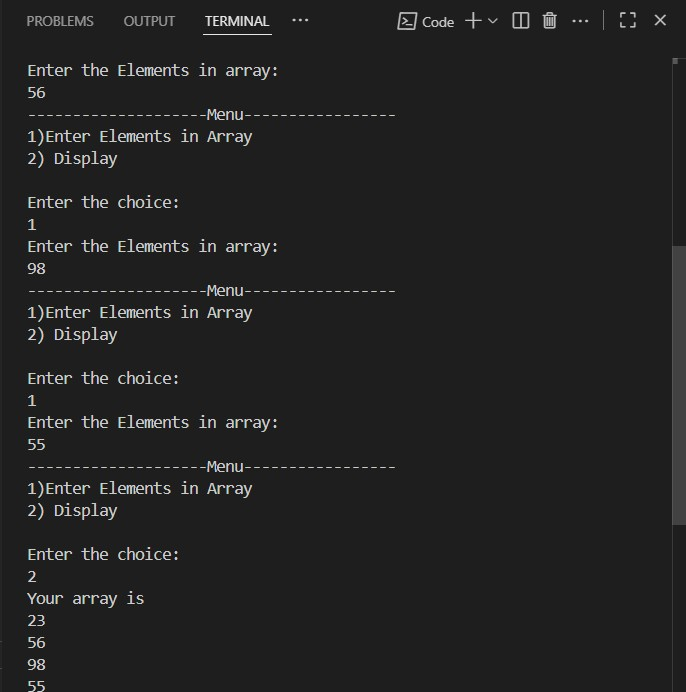 PROBLEMS OUTPUT TERMINAL ··· Code
Enter the Elements in array:
56
--------------------Menu-----------------
1)Enter Elements in Array
2) Display
Enter the choice:
1
Enter the Elements in array:
98
--------------------Menu-----------------
1)Enter Elements in Array
2) Display
Enter the choice:
1
Enter the Elements in array:
55
--------------------Menu-----------------
1)Enter Elements in Array
2) Display
Enter the choice:
2
Your array is
23
56
98
55